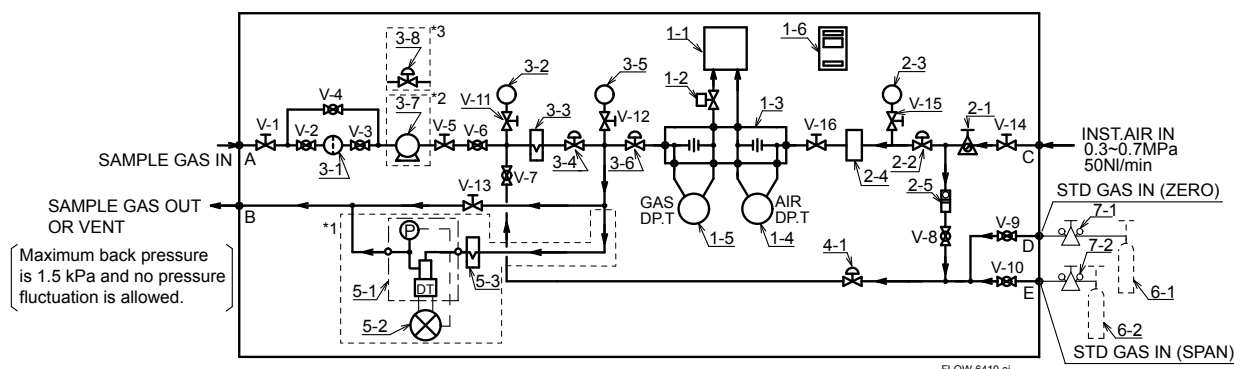 *3
3-8
V-4
*2
3-7
V-1
V-2
V-3
3-1
V-5
V-6
SAMPLE GAS IN
A
3-2
V-11
3-3
3-4
V-7
3-5
V-12
3-6
1-1
1-2
1-3
1-6
V-16
2-3
V-15
2-1
V-14
2-2
2-4
2-5
C
INST.AIR IN
0.3~0.7MPa
50Nl/min
SAMPLE GAS OUT
OR VENT
B
V-13
GAS
DP.T
1-5
AIR
DP.T
1-4
V-8
V-9
D
STD GAS IN (ZERO)
7-1
7-2
V-10
E
4-1
6-1
6-2
STD GAS IN (SPAN)
Maximum back pressure
is 1.5 kPa and no pressure
fluctuation is allowed.
*1
P
5-1
DT
5-2
5-3